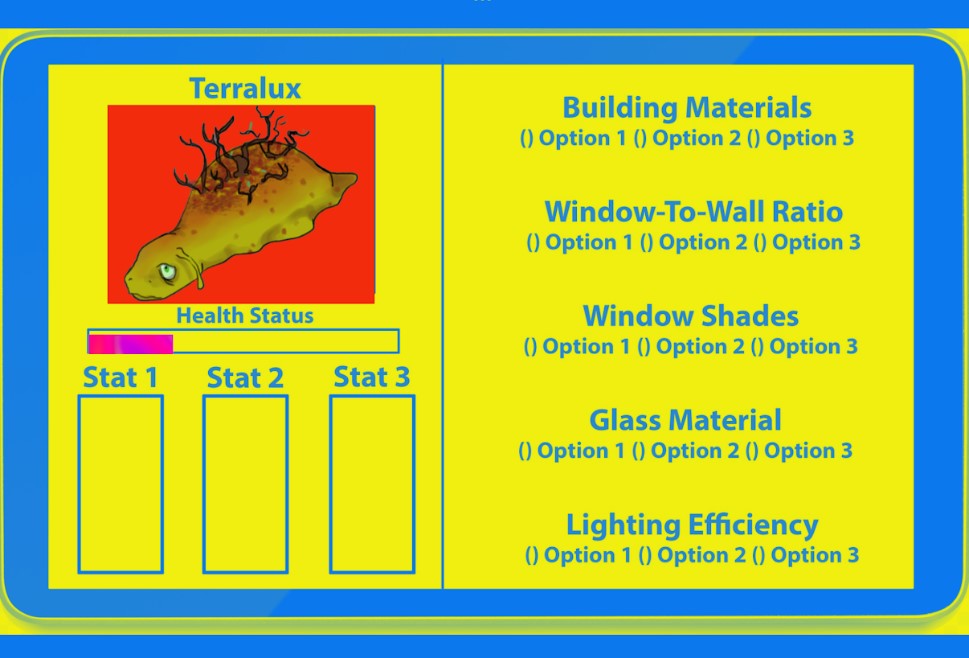 Terralux
Health Status
Stat 1 Stat 2 Stat 3
Building Materials
() Option 1 () Option 2 () Option 3
Window-To-Wall Ratio
() Option 1 () Option 2 () Option 3
Window Shades
() Option 1 () Option 2 () Option 3
Glass Material
() Option 1 () Option 2 () Option 3
Lighting Efficiency
() Option 1 () Option 2 () Option 3